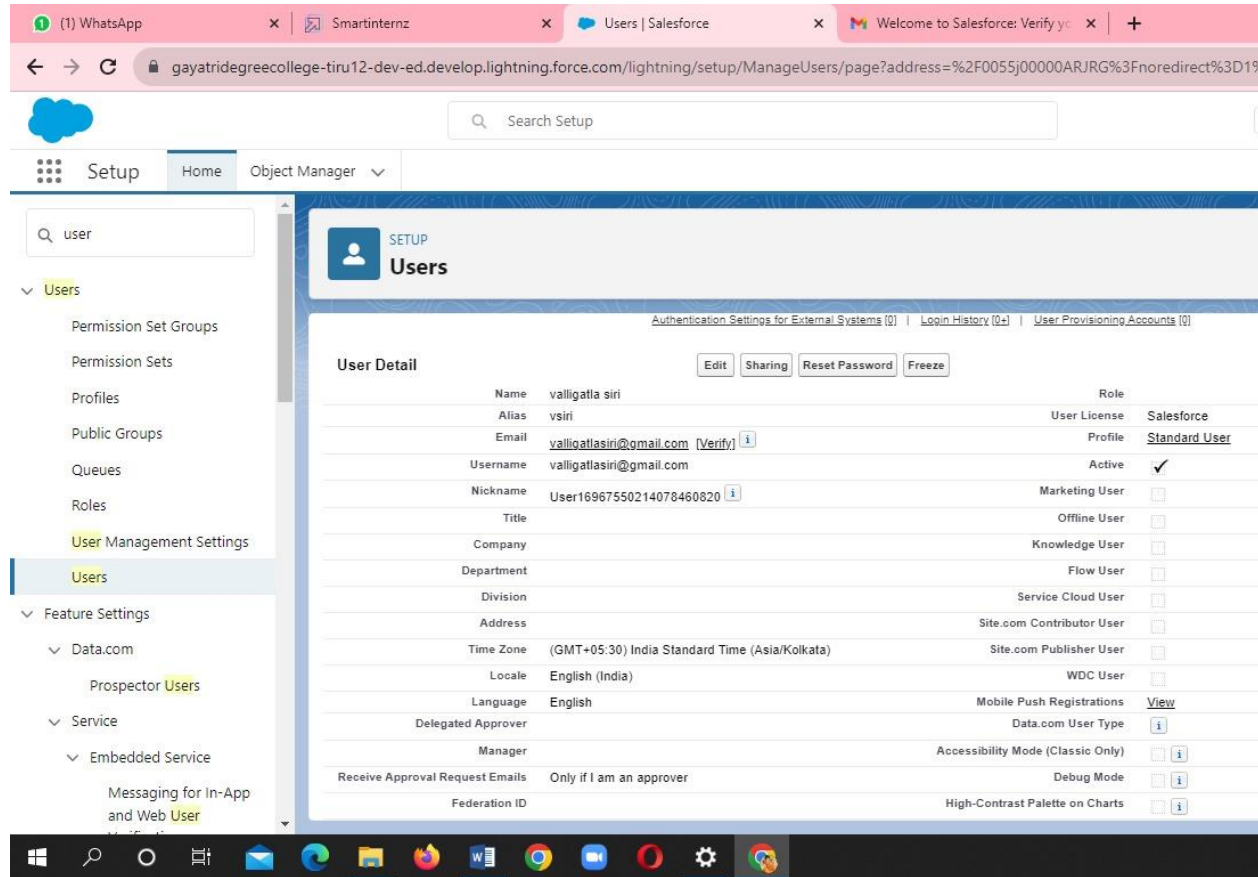 (1) WhatsApp
Smartinternz
Users | Salesforce
Welcome to Salesforce: Verify yo
gayatridegreecollege-tiru12-dev-ed.develop.lightning.force.com/lightning/setup/ManageUsers/page?address=%2F0055j00000ARJRG%3Fnoredirect%3D1%
Search Setup
Setup Home Object Manager
user
Users
Permission Set Groups
Permission Sets
Profiles
Public Groups
Queues
Roles
User Management Settings
Users
Feature Settings
Data.com
Prospector Users
Service
Embedded Service
Messaging for In-App
and Web User
SETUP
Users
Authentication Settings for External Systems [0] | Login History [0+] | User Provisioning Accounts [0]
User Detail Edit Sharing Reset Password Freeze
Name valligatla siri Role
Alias vsiri User License Salesforce
Email valligatlasiri@gmail.com [Verify] i Profile Standard User
Username valligatlasiri@gmail.com Active ✓
Nickname User16967550214078460820 i Marketing User
Title Offline User
Company Knowledge User
Department Flow User
Division Service Cloud User
Address Site.com Contributor User
Time Zone (GMT+05:30) India Standard Time (Asia/Kolkata) Site.com Publisher User
Locale English (India) WDC User
Language English Mobile Push Registrations View
Delegated Approver Data.com User Type i
Manager Accessibility Mode (Classic Only) i
Receive Approval Request Emails Only if I am an approver Debug Mode i
Federation ID High-Contrast Palette on Charts i